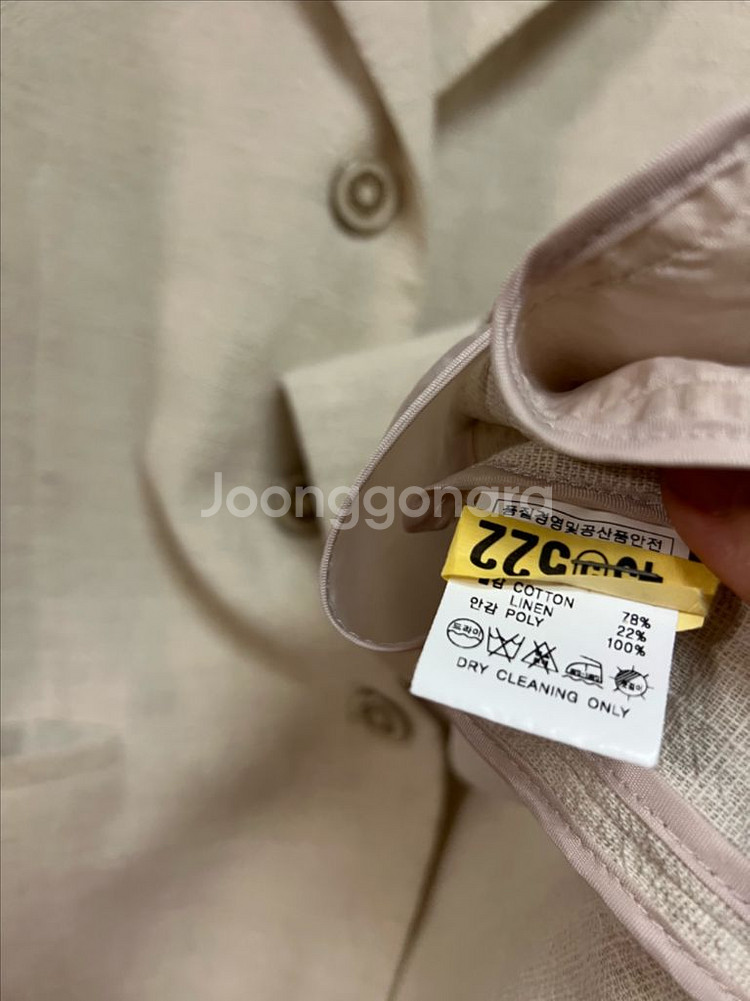 Joonggonara
품질경영및공산품안전
522
COTTON 78%
LINEN 22%
안감 POLY 100%
드라이
DRY CLEANING ONLY